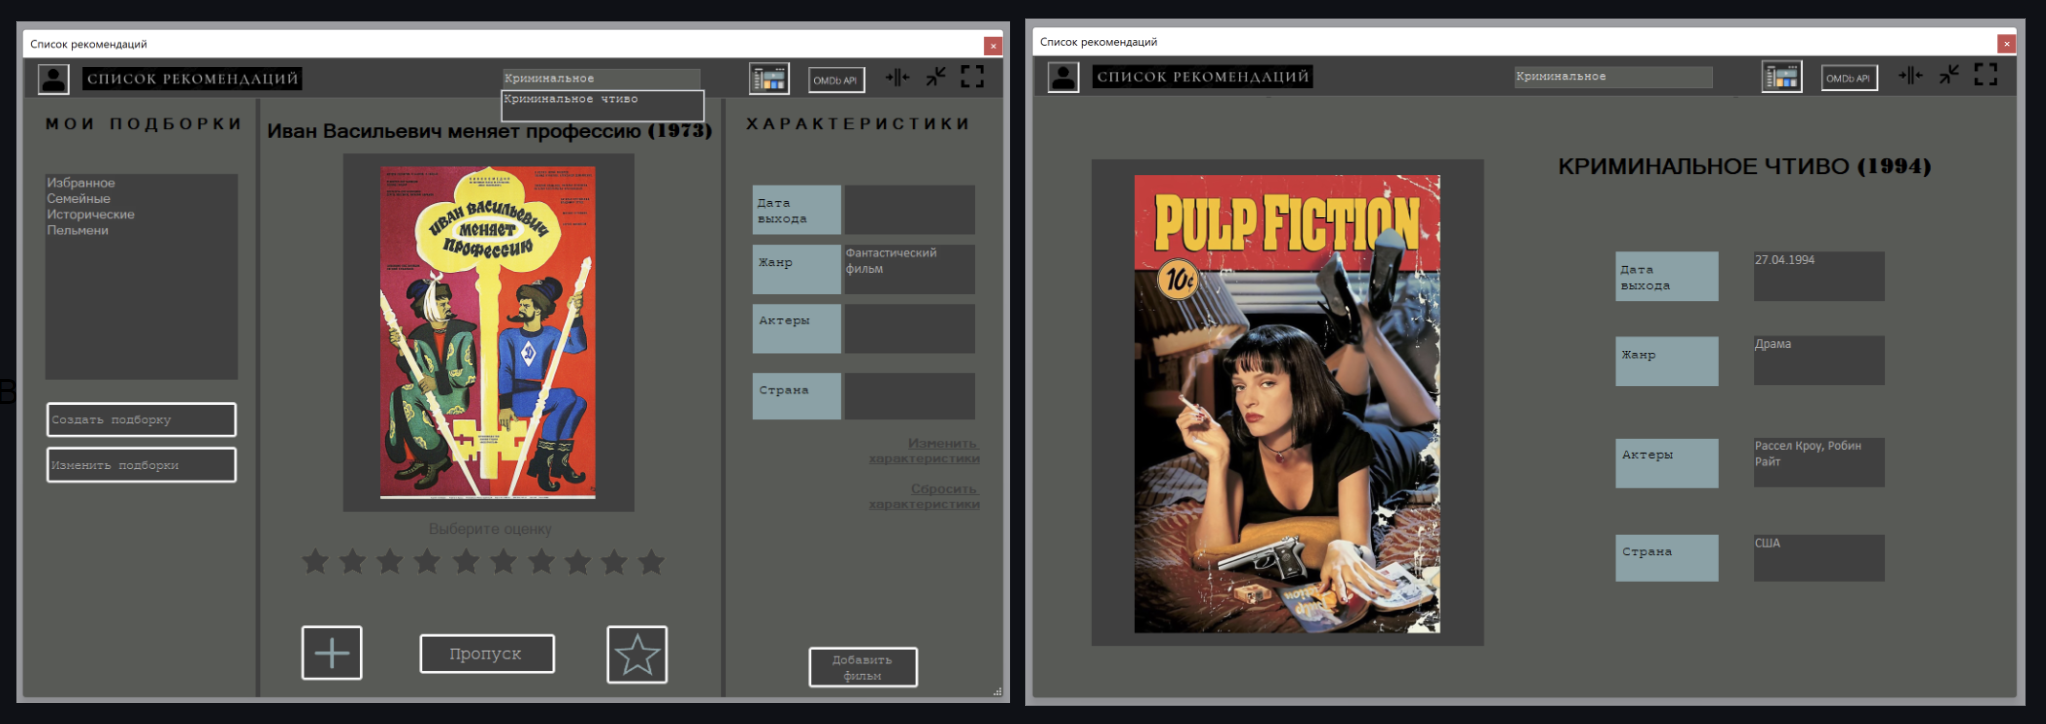 Список рекомендаций
СПИСОК РЕКОМЕНДАЦИЙ
Криминальное
OMDb API
Криминальное чтиво
МОИ ПОДБОРКИ
Избранное
Семейные
Исторические
Пельмени
Создать подборку
Изменить подборки
Иван Васильевич меняет профессию (1973)
ИВАН ВАСИЛЬЕВИЧ
МЕНЯЕТ
ПРОФЕССИЮ
Выберите оценку
Пропуск
ХАРАКТЕРИСТИКИ
Дата
выхода
Жанр
Фантастический
фильм
Актеры
Страна
Изменить
характеристики
Сбросить
характеристики
Добавить
фильм
В
Список рекомендаций
СПИСОК РЕКОМЕНДАЦИЙ
Криминальное
OMDb API
PULP FICTION
10¢
КРИМИНАЛЬНОЕ ЧТИВО (1994)
Дата
выхода
27.04.1994
Жанр
Драма
Актеры
Рассел Кроу, Робин
Райт
Страна
США